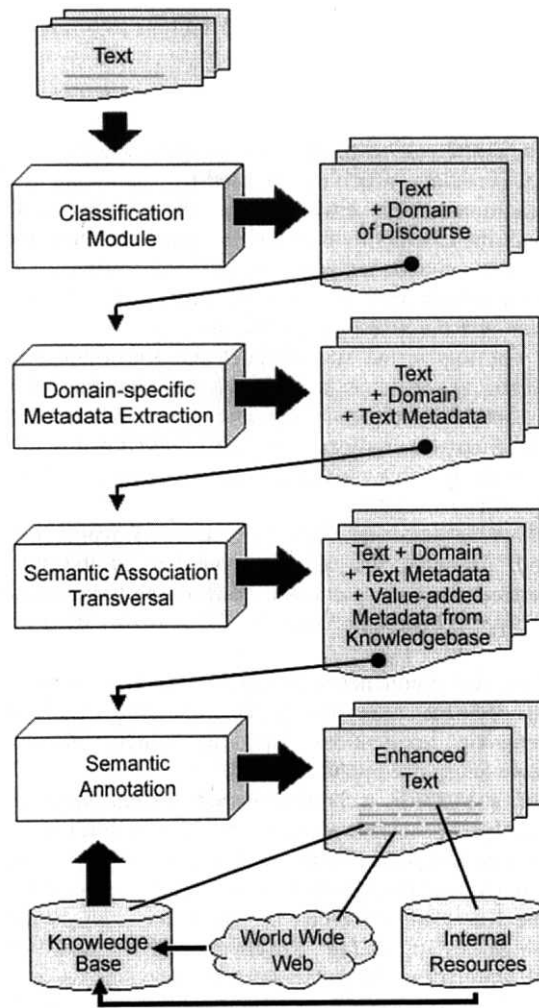 Text
Classification
Module
Text
+ Domain
of Discourse
Domain-specific
Metadata Extraction
Text
+ Domain
+ Text Metadata
Semantic Association
Transversal
Text + Domain
+ Text Metadata
+ Value-added
Metadata from
Knowledgebase
Semantic
Annotation
Enhanced
Text
Knowledge
Base
World Wide
Web
Internal
Resources